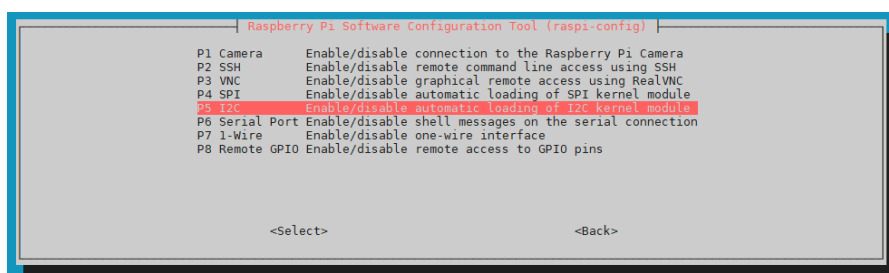 Raspberry Pi Software Configuration Tool (raspi-config)
P1 Camera Enable/disable connection to the Raspberry Pi Camera
P2 SSH Enable/disable remote command line access using SSH
P3 VNC Enable/disable graphical remote access using RealVNC
P4 SPI Enable/disable automatic loading of SPI kernel module
P5 I2C Enable/disable automatic loading of I2C kernel module
P6 Serial Port Enable/disable shell messages on the serial connection
P7 1-Wire Enable/disable one-wire interface
P8 Remote GPIO Enable/disable remote access to GPIO pins
<Select> <Back>